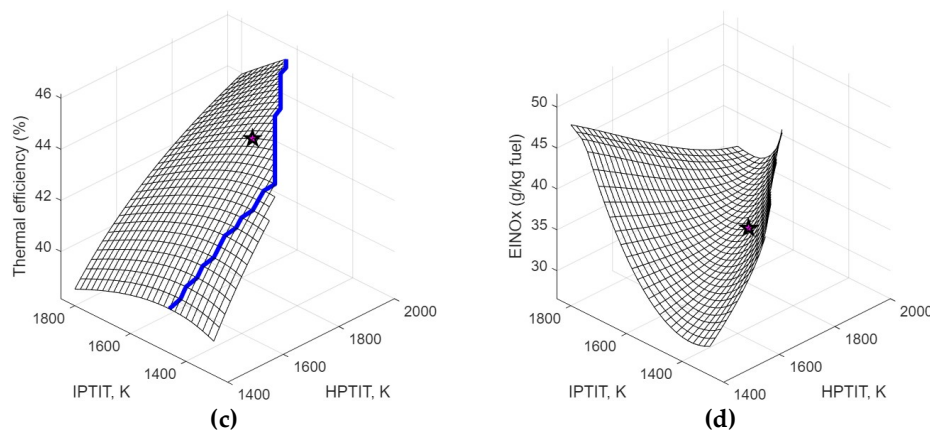 46
44
42
40
Thermal efficiency (%)
1800
1600
1400
IPTIT, K
1400
1600
1800
2000
HPTIT, K
(c)
50
45
40
35
30
EINOx (g/kg fuel)
1800
1600
1400
IPTIT, K
1400
1600
1800
2000
HPTIT, K
(d)